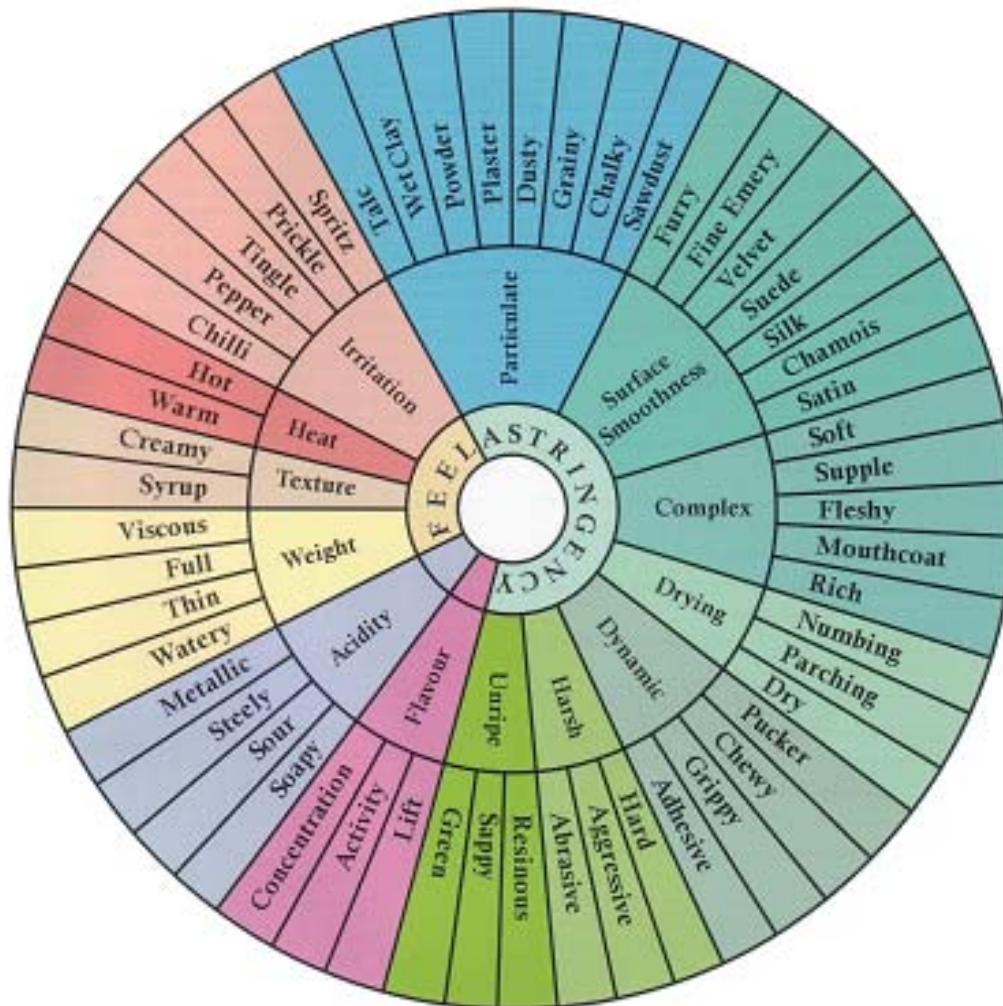 FEEL
ASTRINGENCY
Particulate
Surface
Smoothness
Complex
Drying
Dynamic
Harsh
Unripe
Flavour
Acidity
Weight
Texture
Heat
Irritation
Talc
Wet Clay
Powder
Plaster
Dusty
Grainy
Chalky
Sawdust
Furry
Fine Emery
Velvet
Suede
Silk
Chamois
Satin
Soft
Supple
Fleshy
Mouthcoat
Rich
Numbing
Parching
Dry
Pucker
Chewy
Grippy
Adhesive
Hard
Aggressive
Abrasive
Resinous
Sappy
Green
Lift
Activity
Concentration
Soapy
Sour
Steely
Metallic
Watery
Thin
Full
Viscous
Syrup
Creamy
Warm
Hot
Chilli
Pepper
Tingle
Prickle
Spritz